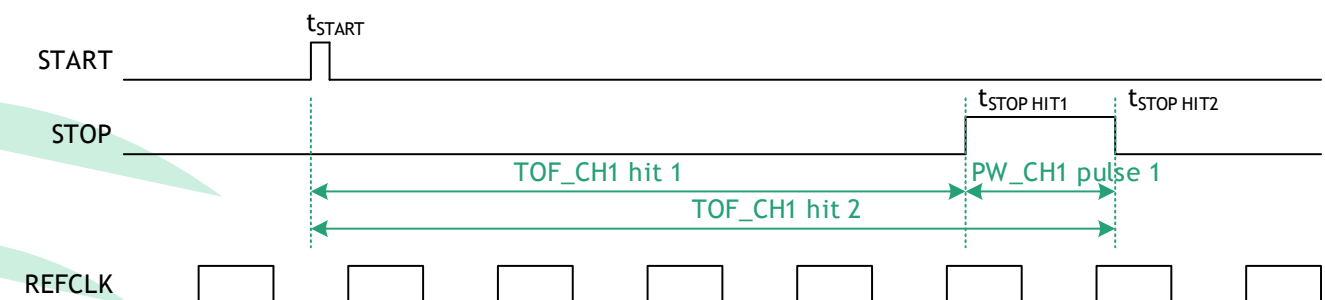 tSTART
START
tSTOP HIT1 tSTOP HIT2
STOP
TOF_CH1 hit 1 PW_CH1 pulse 1
TOF_CH1 hit 2
REFCLK